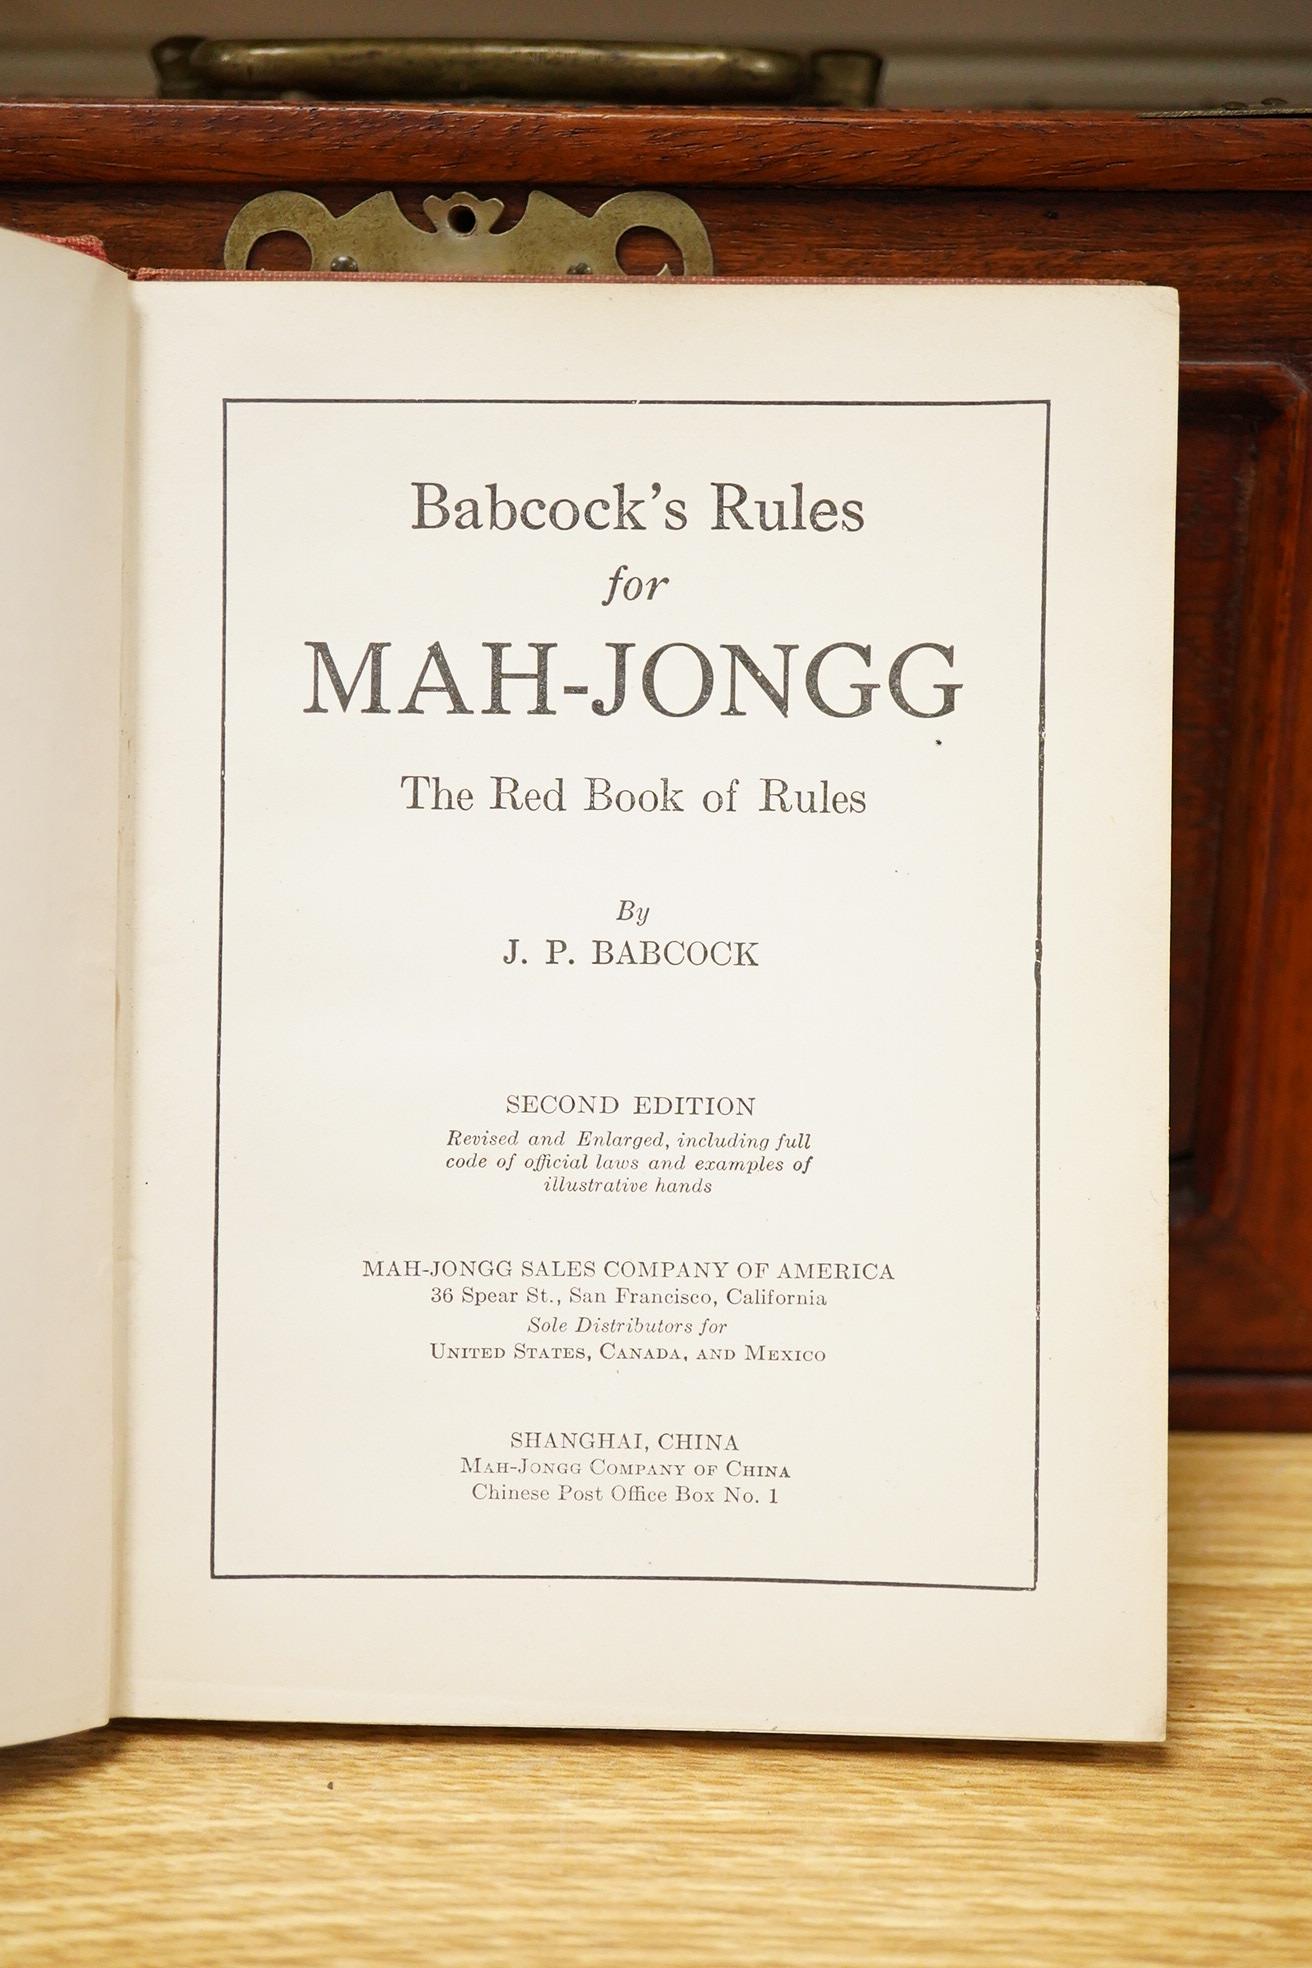 Babcock's Rules
for
MAH-JONGG
The Red Book of Rules
By
J. P. BABCOCK
SECOND EDITION
Revised and Enlarged, including full
code of official laws and examples of
illustrative hands
MAH-JONGG SALES COMPANY OF AMERICA
36 Spear St., San Francisco, California
Sole Distributors for
UNITED STATES, CANADA, AND MEXICO
SHANGHAI, CHINA
MAH-JONGG COMPANY OF CHINA
Chinese Post Office Box No. 1